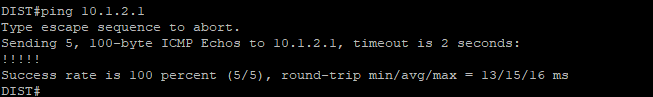 DIST#ping 10.1.2.1
Type escape sequence to abort.
Sending 5, 100-byte ICMP Echos to 10.1.2.1, timeout is 2 seconds:
!!!!!
Success rate is 100 percent (5/5), round-trip min/avg/max = 13/15/16 ms
DIST#